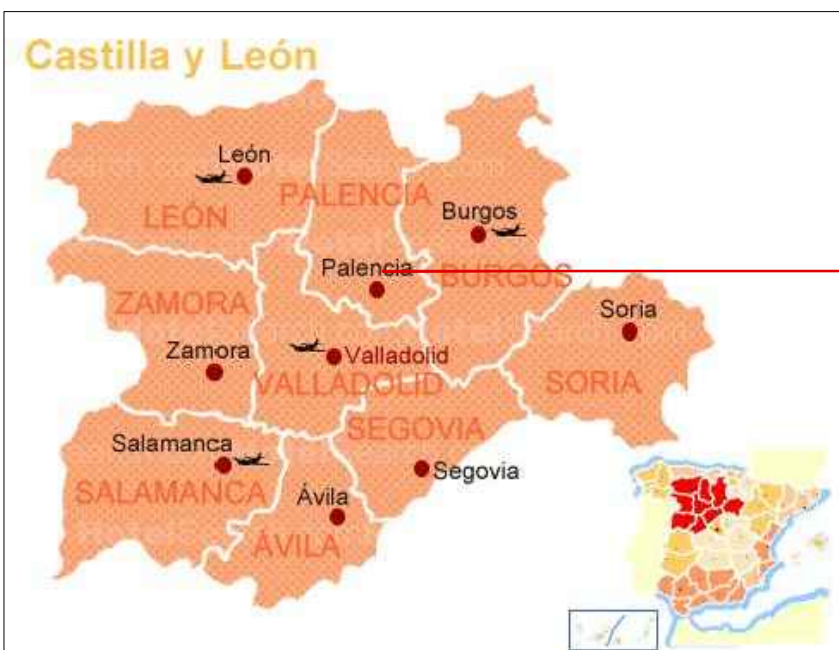 Castilla y León
León
PALENCIA
LEÓN
Burgos
Palencia
BURGOS
ZAMORA
Soria
Zamora
Valladolid
VALLADOLID
SORIA
SEGOVIA
Salamanca
Segovia
SALAMANCA
Ávila
ÁVILA